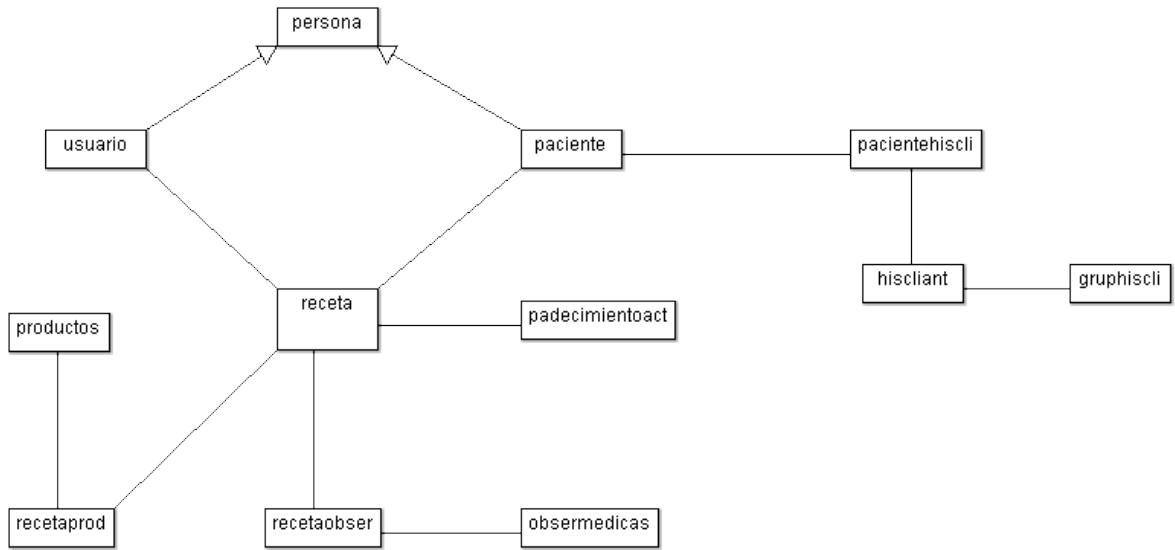 persona
usuario
paciente
pacientehiscli
hiscliant
gruphiscli
receta
productos
padecimientoact
recetaprod
recetaobser
obsermedicas